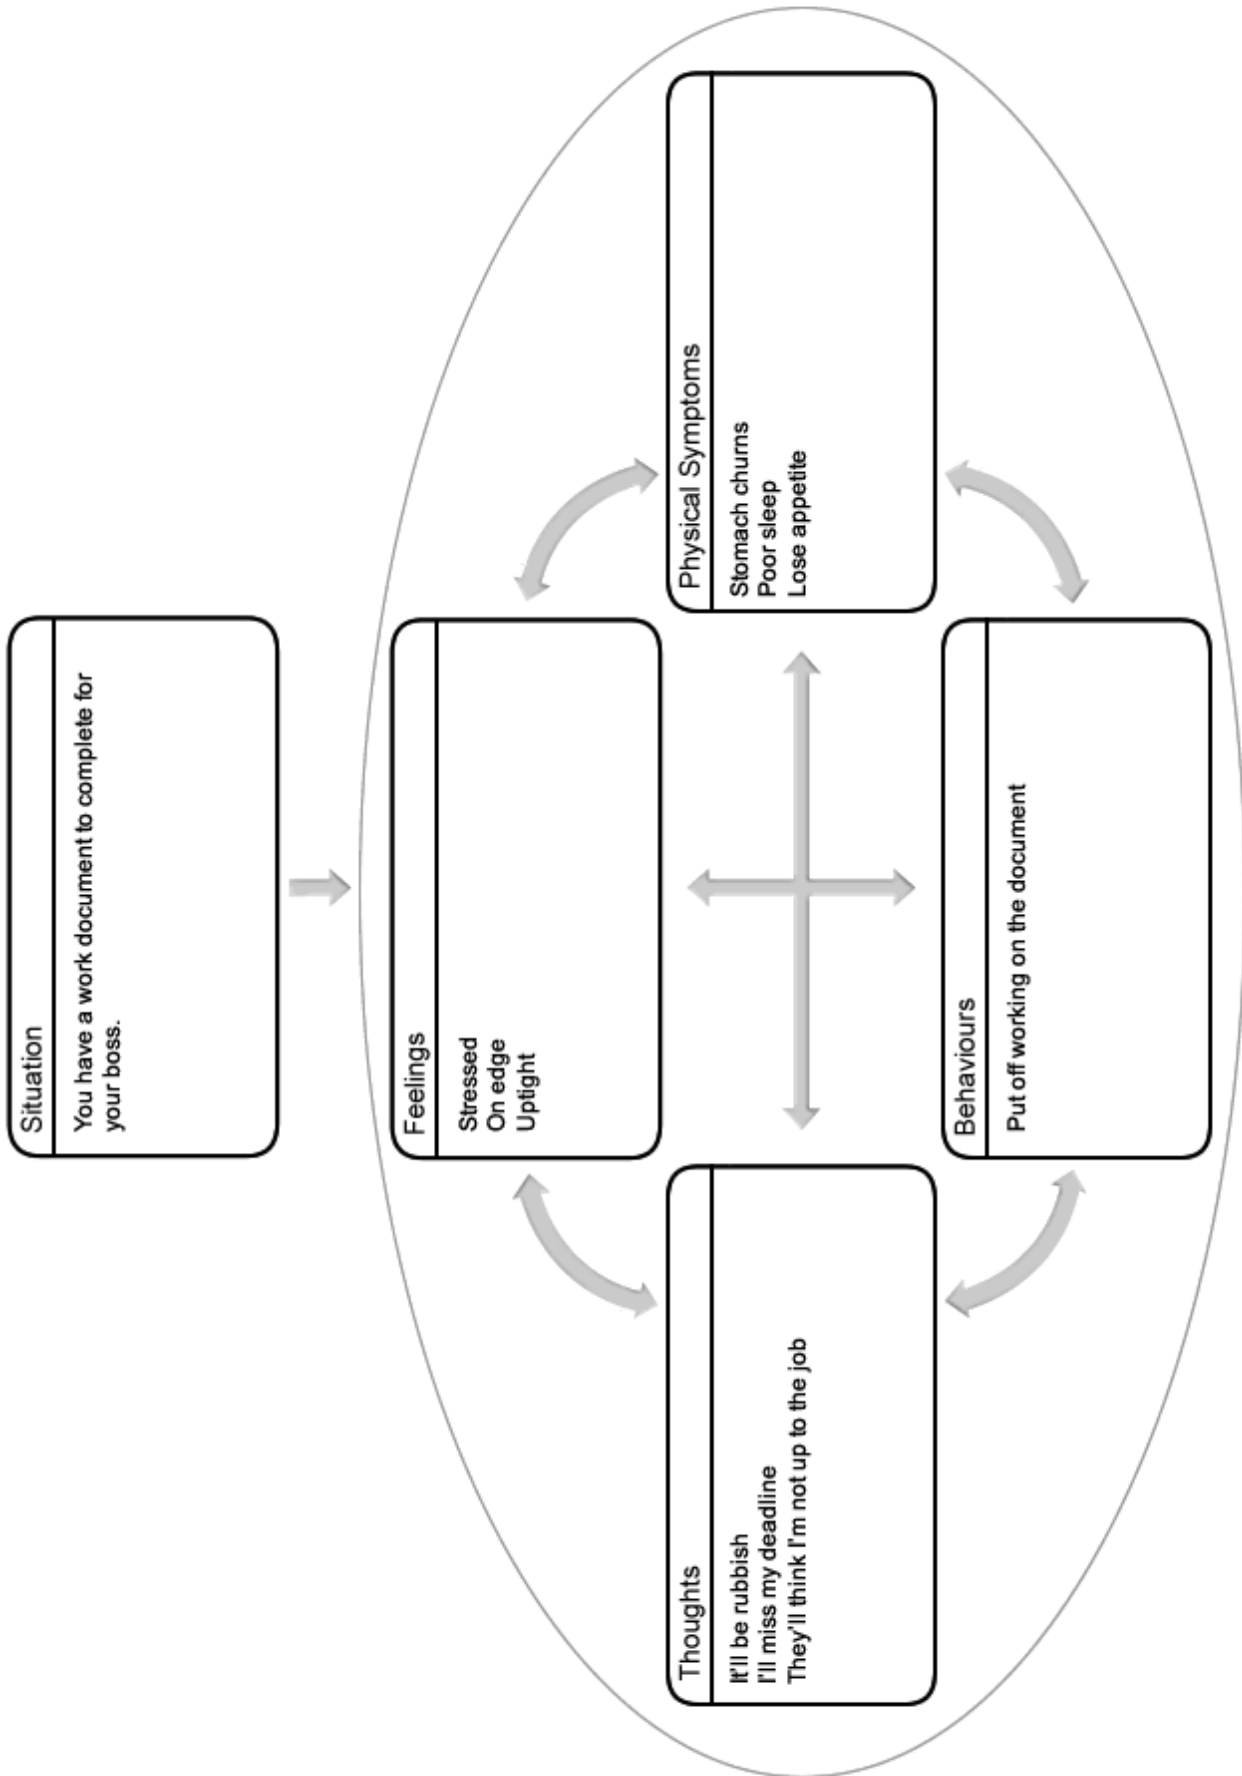 Situation
You have a work document to complete for
your boss.
Feelings
Stressed
On edge
Uptight
Thoughts
It'll be rubbish
I'll miss my deadline
They'll think I'm not up to the job
Physical Symptoms
Stomach churns
Poor sleep
Lose appetite
Behaviours
Put off working on the document